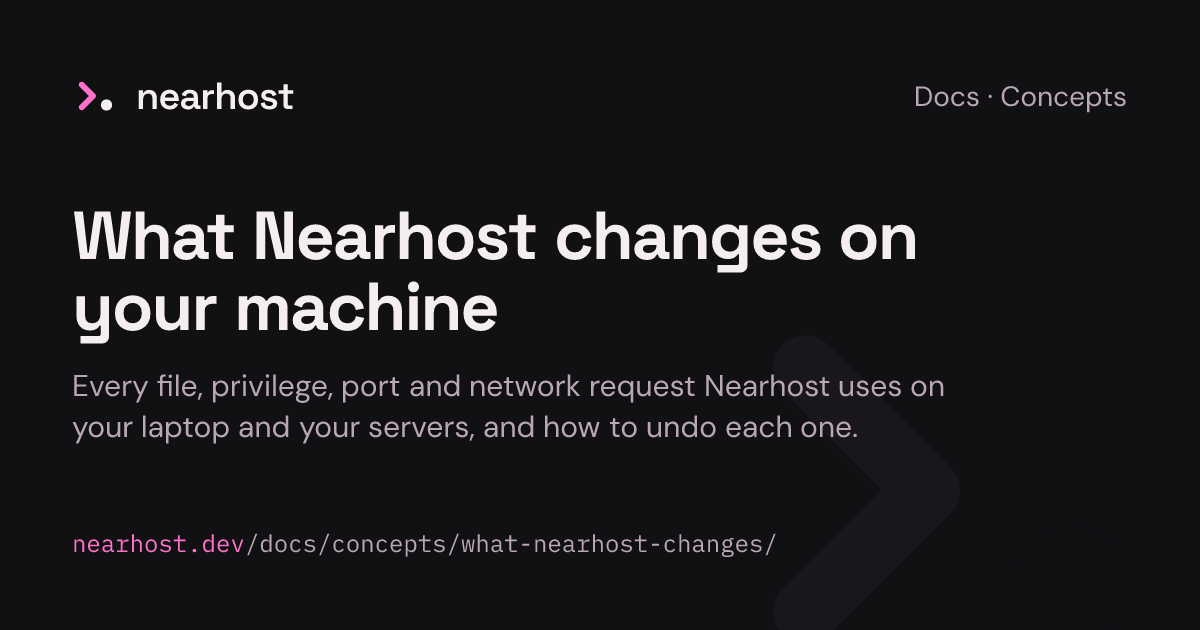 nearhost
Docs · Concepts
What Nearhost changes on
your machine
Every file, privilege, port and network request Nearhost uses on
your laptop and your servers, and how to undo each one.
nearhost.dev/docs/concepts/what-nearhost-changes/